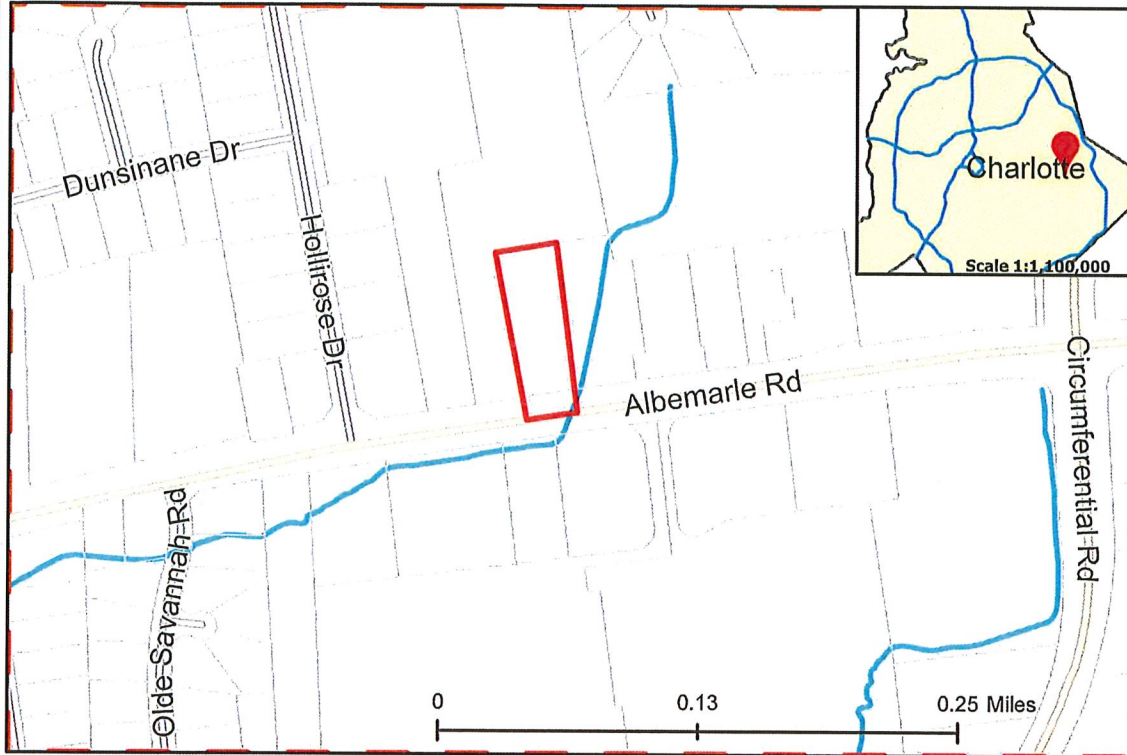 Dunsinane Dr
Hollirose Dr
Charlotte
Scale 1:1,100,000
Albemarle Rd
Circumferential Rd
Olde Savannah Rd
0
0.13
0.25 Miles